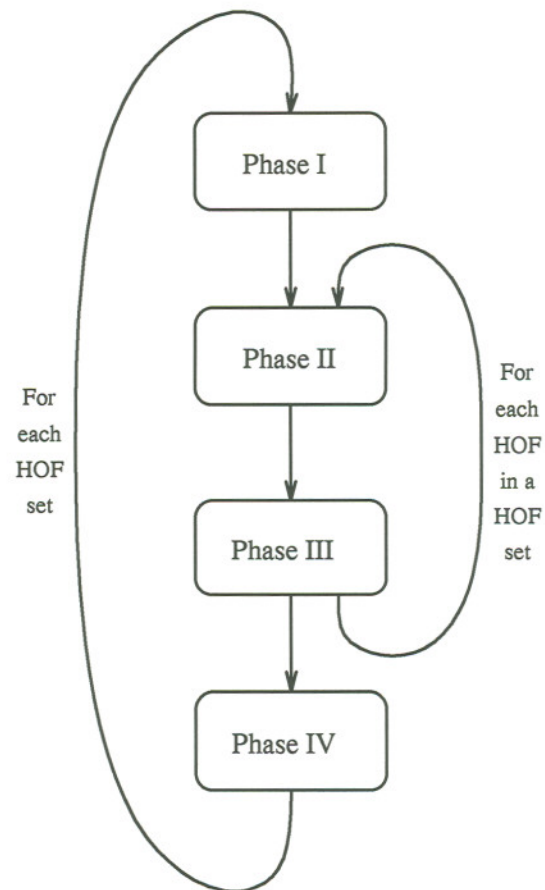 Phase I
Phase II
For
each
HOF
set
For
each
HOF
in a
HOF
set
Phase III
Phase IV